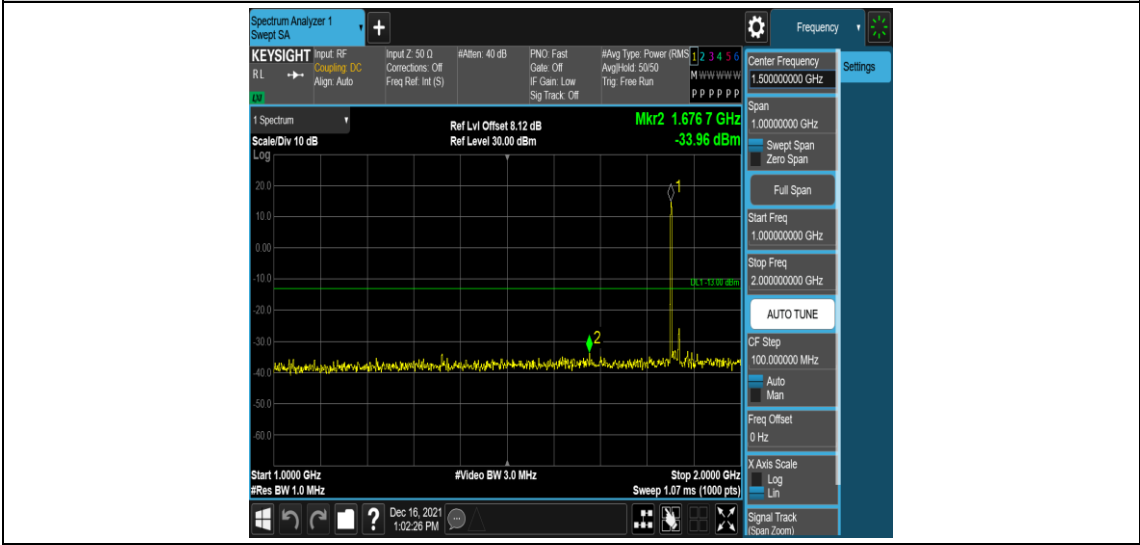 Spectrum Analyzer 1
Swept SA
+
Frequency
KEYSIGHT
RL
LM
Input: RF
Coupling: DC
Align: Auto
Input Z: 50 Ω
Corrections: Off
Freq Ref: Int (S)
#Atten: 40 dB
PNO: Fast
Gate: Off
IF Gain: Low
Sig Track: Off
#Avg Type: Power (RMS
Avg|Hold: 50/50
Trig: Free Run
1 2 3 4 5 6
M W W W W W
P P P P P P
1 Spectrum
Scale/Div 10 dB
Log
Ref Lvl Offset 8.12 dB
Ref Level 30.00 dBm
Mkr2 1.676 7 GHz
-33.96 dBm
1
20.0
10.0
0.00
-10.0
DL1 -13.00 dBm
-20.0
-30.0
2
-40.0
-50.0
-60.0
Start 1.0000 GHz
#Res BW 1.0 MHz
#Video BW 3.0 MHz
Stop 2.0000 GHz
Sweep 1.07 ms (1000 pts)
?
Dec 16, 2021
1:02:26 PM
Center Frequency
1.500000000 GHz
Settings
Span
1.00000000 GHz
Swept Span
Zero Span
Full Span
Start Freq
1.000000000 GHz
Stop Freq
2.000000000 GHz
AUTO TUNE
CF Step
100.000000 MHz
Auto
Man
Freq Offset
0 Hz
X Axis Scale
Log
Lin
Signal Track
(Span Zoom)